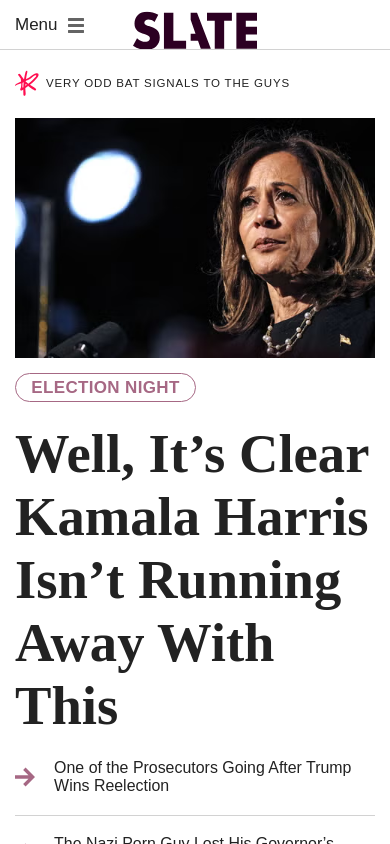 Menu
SLATE
VERY ODD BAT SIGNALS TO THE GUYS
ELECTION NIGHT
Well, It’s Clear
Kamala Harris
Isn’t Running
Away With
This
One of the Prosecutors Going After Trump
Wins Reelection
The Nazi Porn Guy Lost His Governor’s